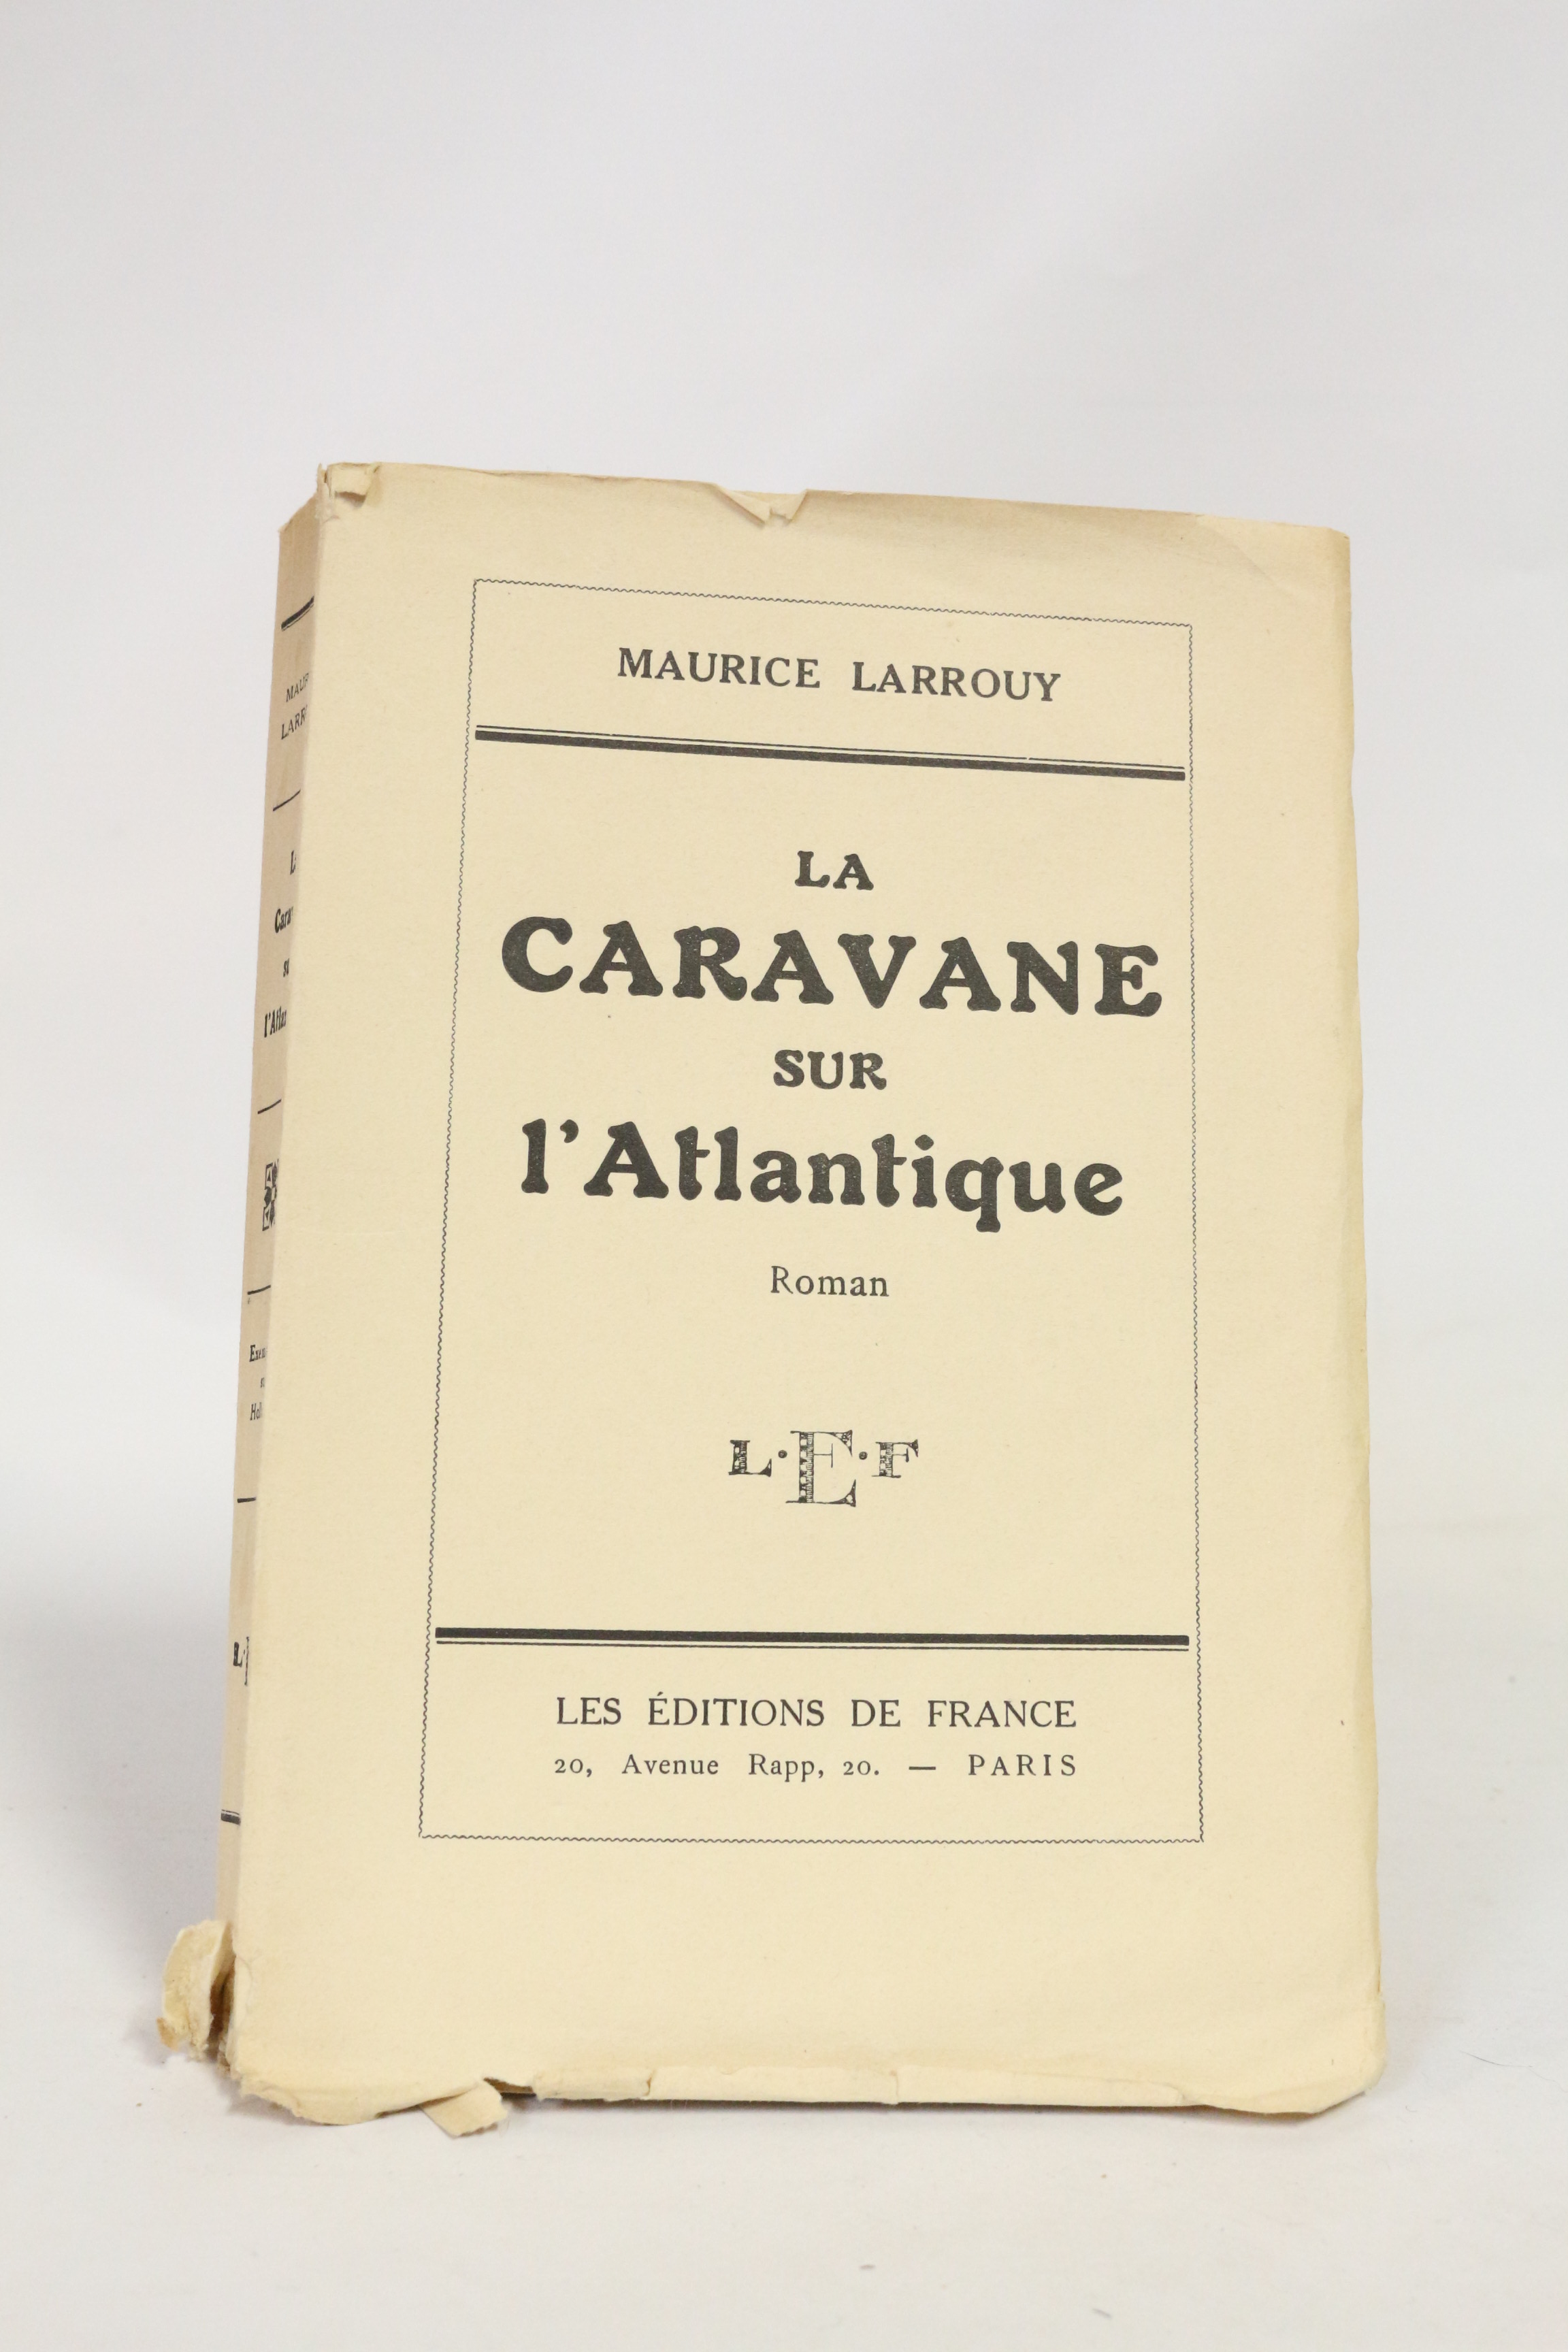 MAURICE LARROUY
LA
CARAVANE
SUR
l'Atlantique
Roman
L·E·F
LES ÉDITIONS DE FRANCE
20, Avenue Rapp, 20. — PARIS